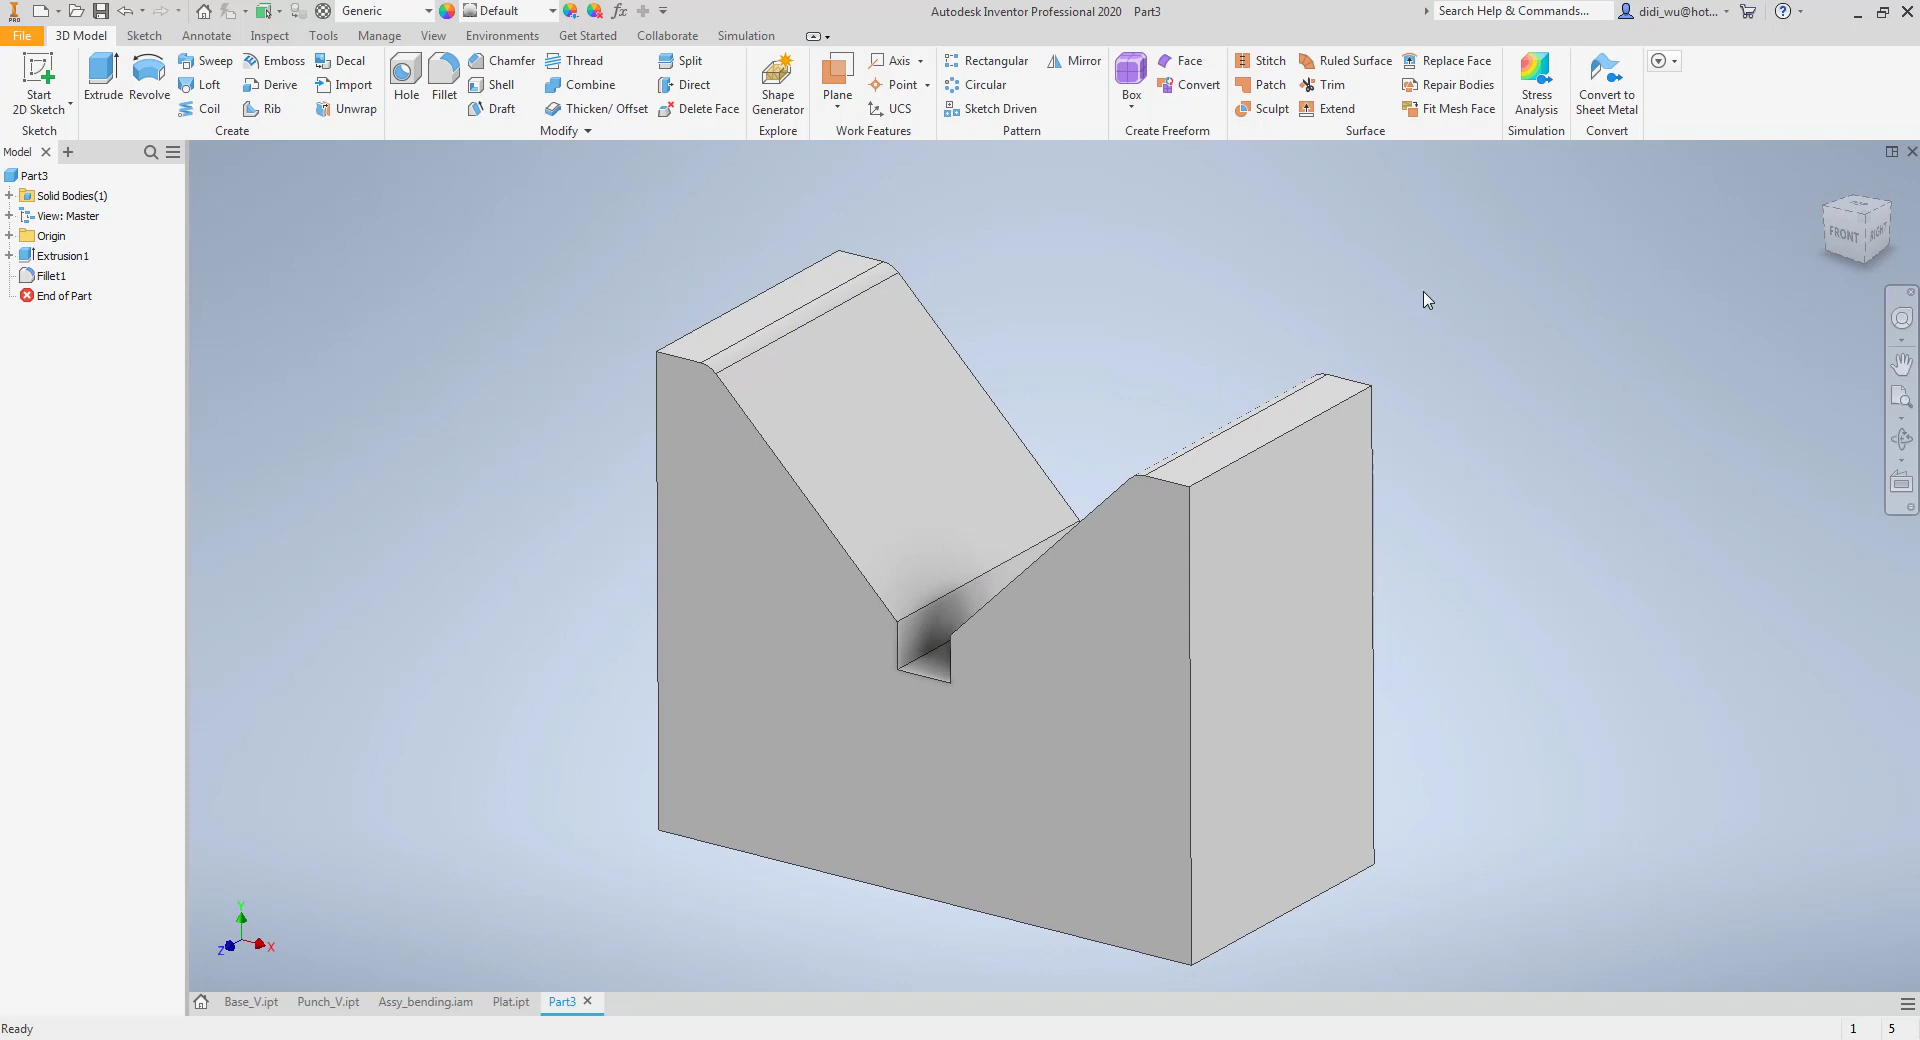 PRO Generic Default fx Autodesk Inventor Professional 2020 Part3 Search Help & Commands... didi_wu@hot...
File 3D Model Sketch Annotate Inspect Tools Manage View Environments Get Started Collaborate Simulation
Start
2D Sketch
Extrude Revolve
Sweep Emboss Decal
Loft Derive Import
Coil Rib Unwrap
Hole Fillet
Chamfer Thread Split
Shell Combine Direct
Draft Thicken/ Offset Delete Face
Shape
Generator
Plane
Axis
Point
UCS
Rectangular Mirror
Circular
Sketch Driven
Box
Face
Convert
Stitch Ruled Surface Replace Face
Patch Trim Repair Bodies
Sculpt Extend Fit Mesh Face
Stress
Analysis
Convert to
Sheet Metal
Sketch Create Modify Explore Work Features Pattern Create Freeform Surface Simulation Convert
Model
Part3
Solid Bodies(1)
View: Master
Origin
Extrusion1
Fillet1
End of Part
FRONT RIGHT
Y
Z X
Base_V.ipt Punch_V.ipt Assy_bending.iam Plat.ipt Part3
Ready 1 5